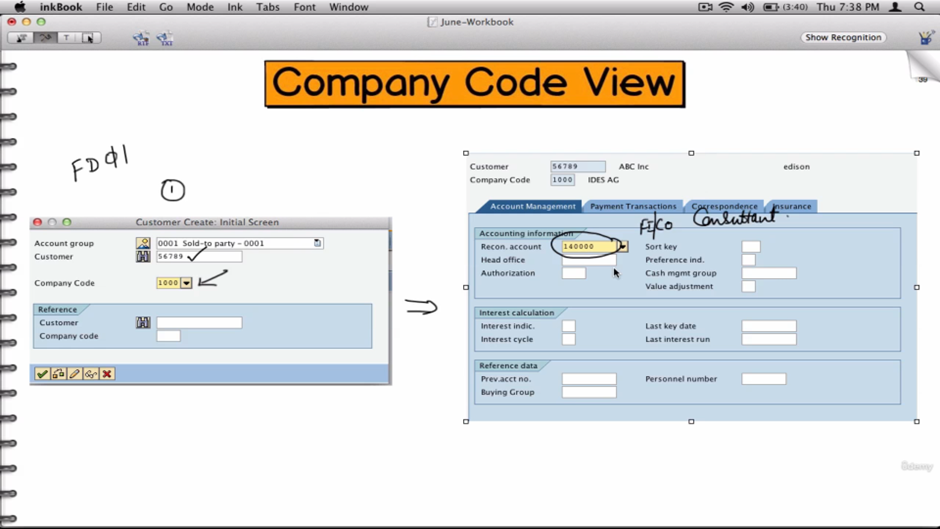 inkBook File Edit Go Mode Ink Tabs Font Window (3:40) Thu 7:38 PM
June-Workbook
T Show Recognition
39
Company Code View
FDØ1
1
Customer 56789 ABC Inc edison
Company Code 1000 IDES AG
Account Management Payment Transactions Correspondence Insurance
FI/CO Consultant.
Accounting information
Recon. account 140000 Sort key
Head office Preference ind.
Authorization Cash mgmt group
Value adjustment
Interest calculation
Interest indic. Last key date
Interest cycle Last interest run
Reference data
Prev.acct no. Personnel number
Buying Group
Customer Create: Initial Screen
Account group 0001 Sold-to party - 0001
Customer 56789
Company Code 1000
Reference
Customer
Company code
Udemy